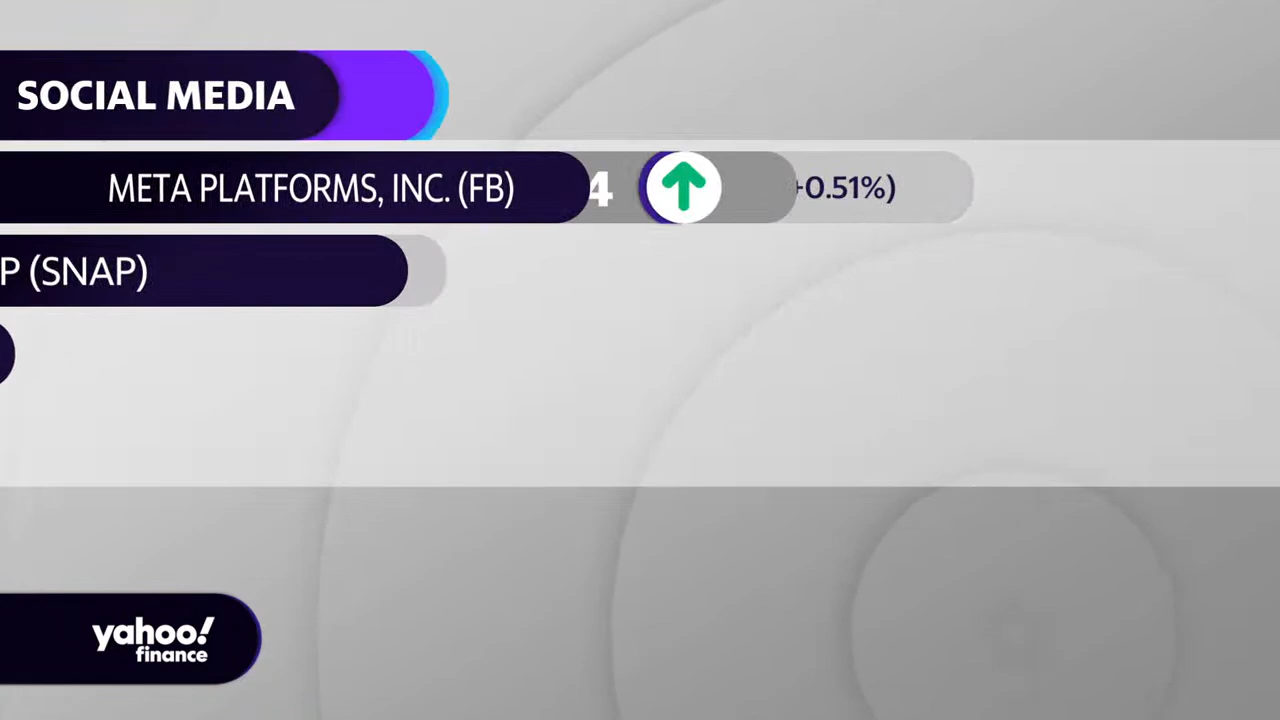 SOCIAL MEDIA
META PLATFORMS, INC. (FB) 4 +0.51%)
P (SNAP)
yahoo!
finance